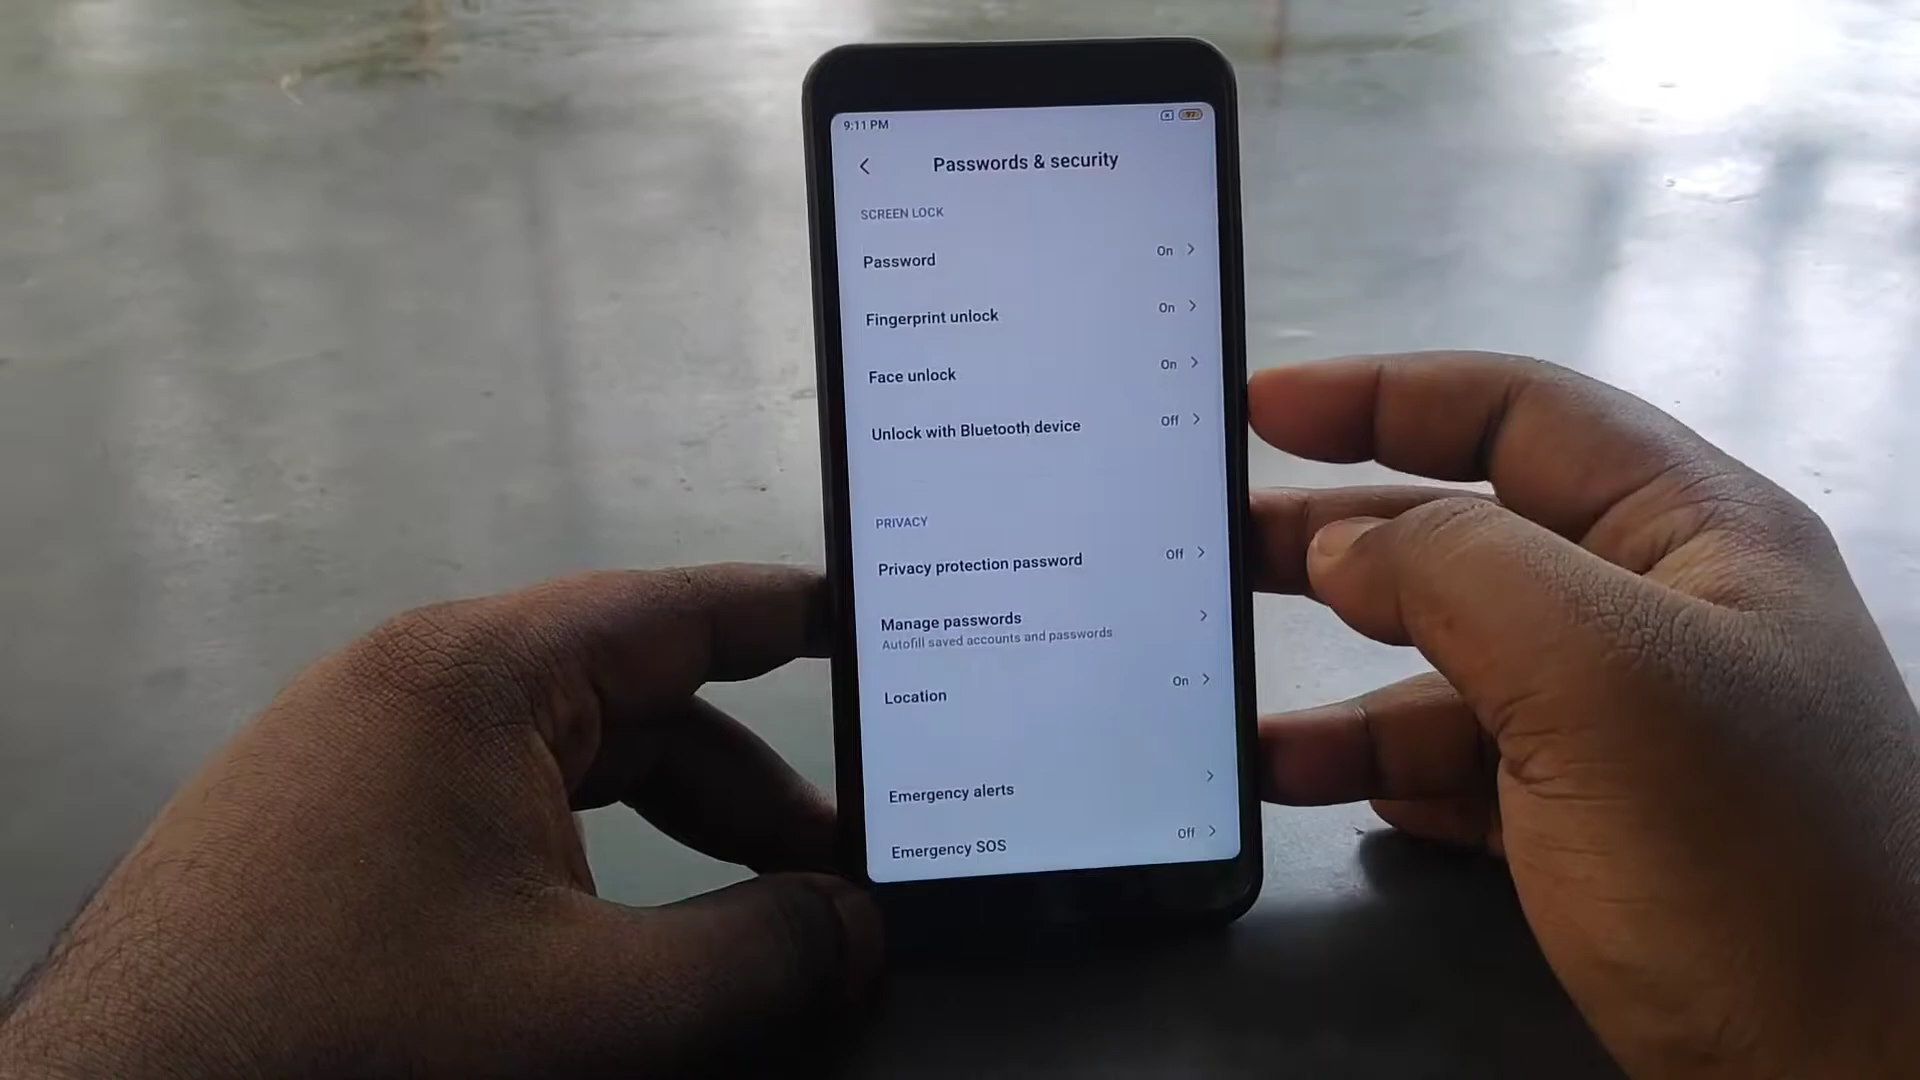 9:11 PM
97
Passwords & security
SCREEN LOCK
Password On
Fingerprint unlock On
Face unlock On
Unlock with Bluetooth device Off
PRIVACY
Privacy protection password Off
Manage passwords
Autofill saved accounts and passwords
Location On
Emergency alerts
Emergency SOS Off